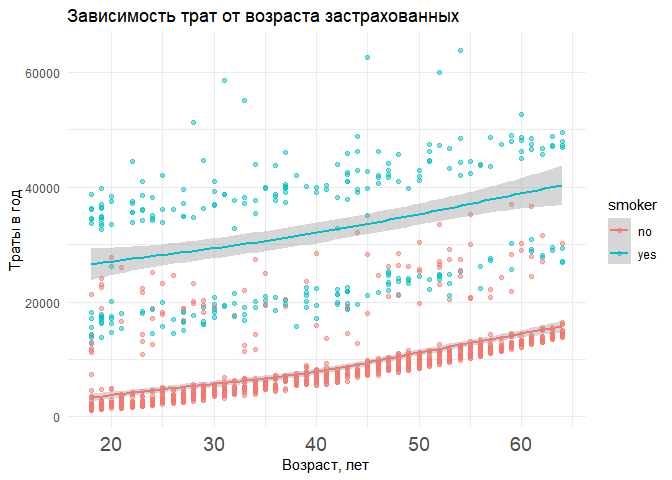 Зависимость трат от возраста застрахованных
Траты в год
60000
40000
20000
0
20 30 40 50 60
Возраст, лет
smoker
no
yes